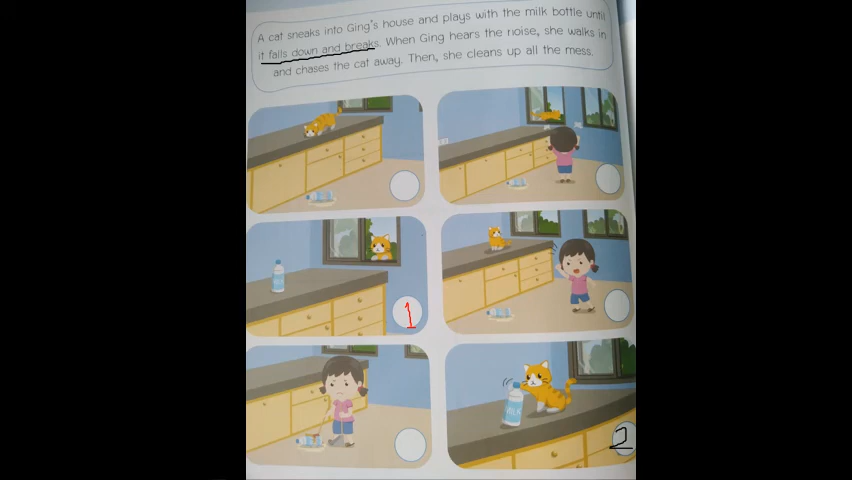 A cat sneaks into Ging's house and plays with the milk bottle until
it falls down and breaks. When Ging hears the noise, she walks in
and chases the cat away. Then, she cleans up all the mess.
1
MILK
2